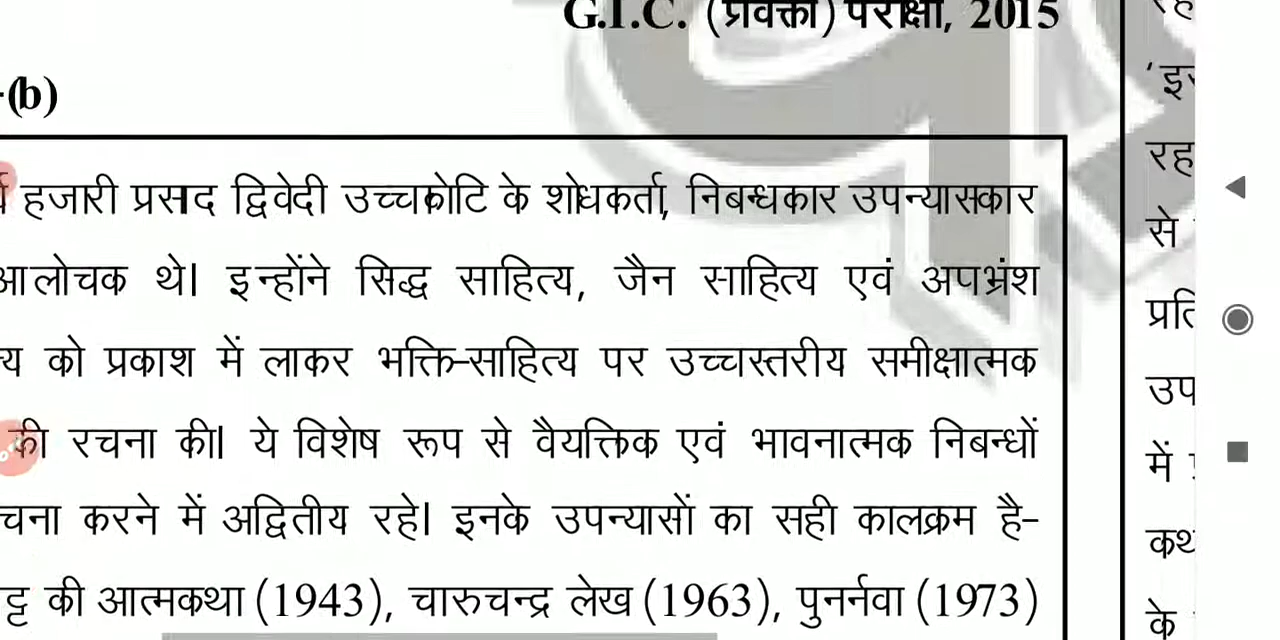 G.I.C. (प्रवक्ता) परीक्षा, 2015
-(b)
हजारी प्रसाद द्विवेदी उच्चकोटि के शोधकर्ता, निबन्धकार उपन्यासकार
आलोचक थे। इन्होंने सिद्ध साहित्य, जैन साहित्य एवं अपभ्रंश
य को प्रकाश में लाकर भक्ति-साहित्य पर उच्चस्तरीय समीक्षात्मक
की रचना की। ये विशेष रूप से वैयक्तिक एवं भावनात्मक निबन्धों
चना करने में अद्वितीय रहे। इनके उपन्यासों का सही कालक्रम है-
ट्ट की आत्मकथा (1943), चारुचन्द्र लेख (1963), पुनर्नवा (1973)
रह
'इस
रह
से
प्रति
उप
में
कथ
के